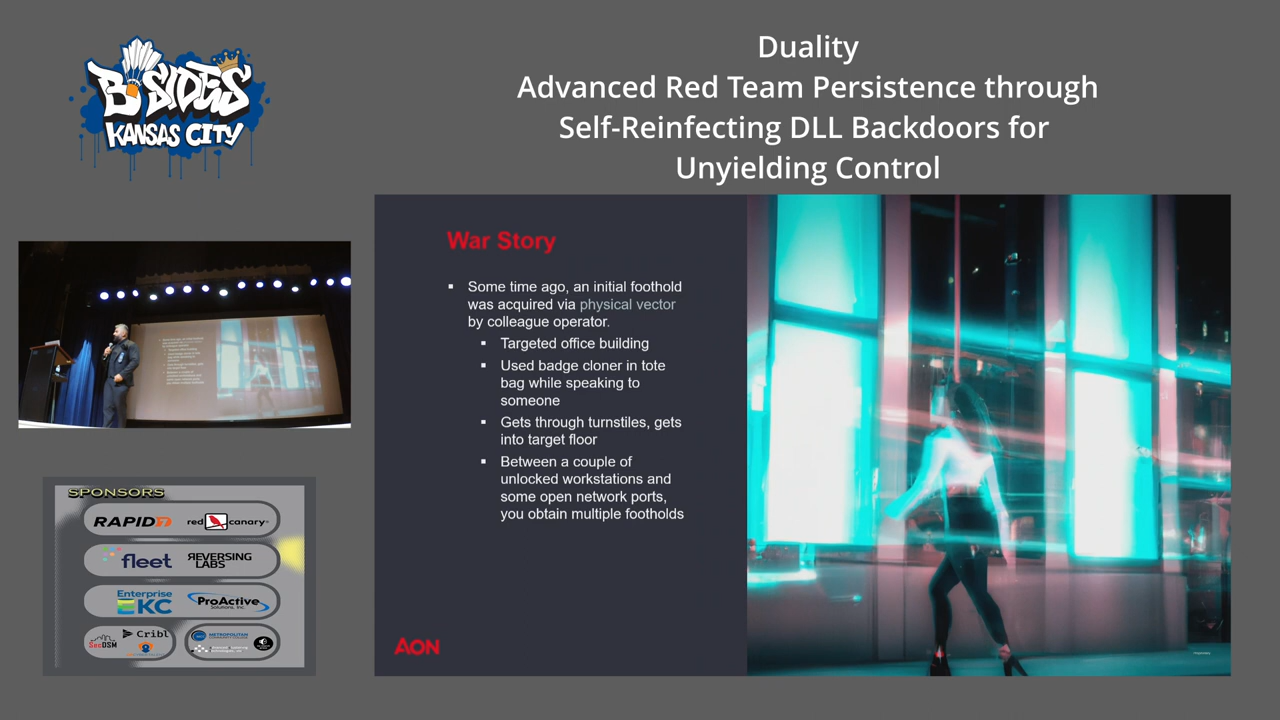 B SIDES
KANSAS CITY
Duality
Advanced Red Team Persistence through
Self-Reinfecting DLL Backdoors for
Unyielding Control
War Story
▪ Some time ago, an initial foothold
was acquired via physical vector
by colleague operator.
▪ Targeted office building
▪ Used badge cloner in tote
bag while speaking to
someone
▪ Gets through turnstiles, gets
into target floor
▪ Between a couple of
unlocked workstations and
some open network ports,
you obtain multiple footholds
AON
SPONSORS
RAPID7 red canary
fleet REVERSING
LABS
Enterprise
KC
ProActive
Solutions, Inc.
SecDSM Cribl
METROPOLITAN